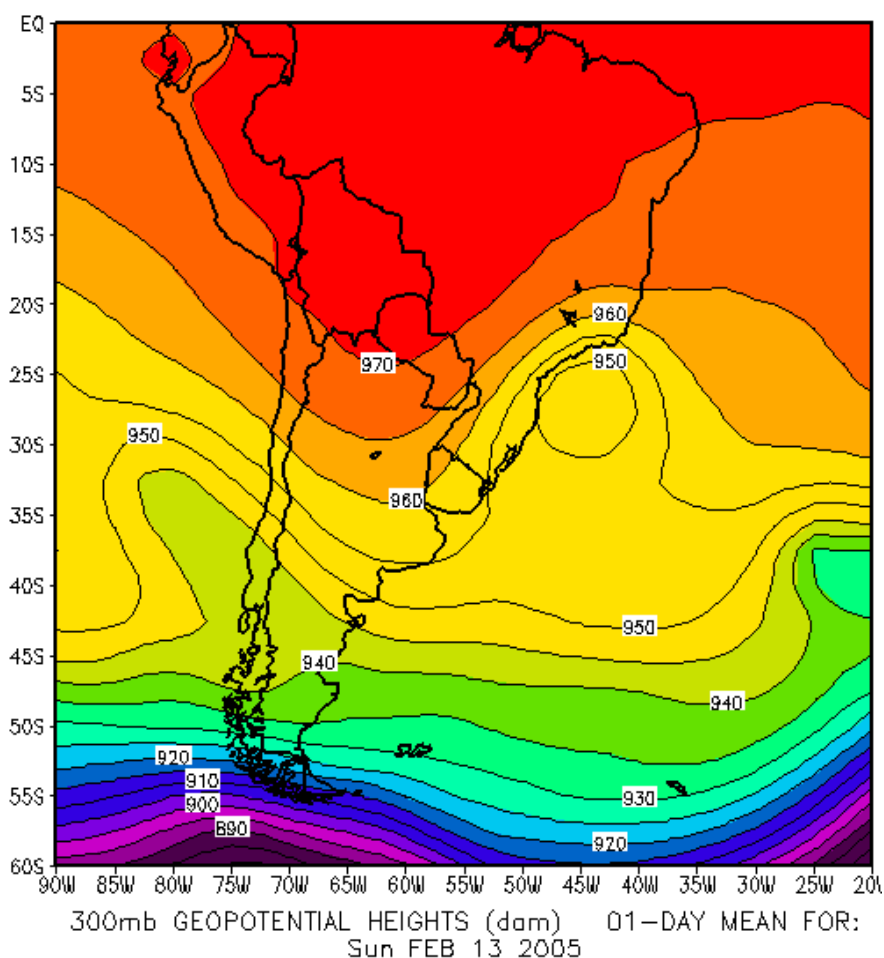 EQ
5S
10S
15S
20S
25S
30S
35S
40S
45S
50S
55S
60S
960
950
970
950
960
950
940
940
920
930
910
900
890
920
90W 85W 80W 75W 70W 65W 60W 55W 50W 45W 40W 35W 30W 25W 20W
300mb GEOPOTENTIAL HEIGHTS (dam) 01-DAY MEAN FOR:
Sun FEB 13 2005